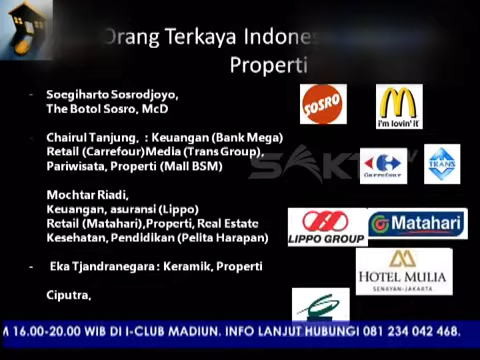 Orang Terkaya Indones
Properti
- Soegiharto Sosrodjoyo,
The Botol Sosro, McD
SOSRO
i'm lovin' it
- Chairul Tanjung, : Keuangan (Bank Mega)
Retail (Carrefour)Media (Trans Group),
Pariwisata, Properti (Mall BSM)
SAKTI TV
Carrefour
TRANS
Mochtar Riadi,
Keuangan, asuransi (Lippo)
Retail (Matahari),Properti, Real Estate
Kesehatan, Pendidikan (Pelita Harapan)
LIPPO GROUP
Matahari
- Eka Tjandranegara : Keramik, Properti
HOTEL MULIA
SENAYAN-JAKARTA
Ciputra,
M 16.00-20.00 WIB DI I-CLUB MADIUN. INFO LANJUT HUBUNGI 081 234 042 468.